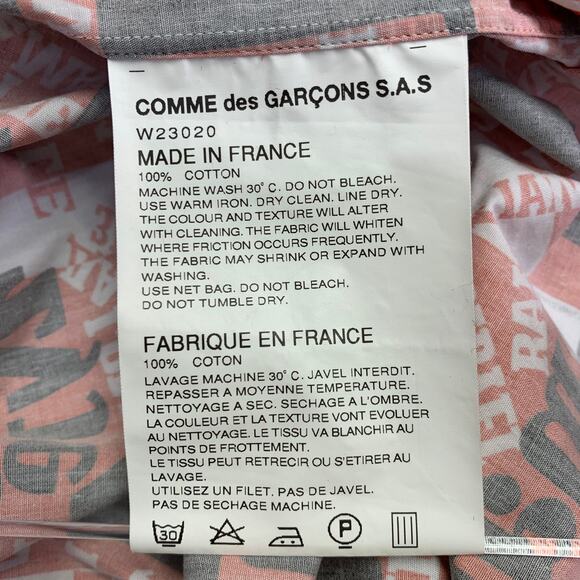 COMME des GARÇONS S.A.S
W23020
MADE IN FRANCE
100% COTTON
MACHINE WASH 30° C. DO NOT BLEACH.
USE WARM IRON. DRY CLEAN. LINE DRY.
THE COLOUR AND TEXTURE WILL ALTER
WITH CLEANING. THE FABRIC WILL WHITEN
WHERE FRICTION OCCURS FREQUENTLY.
THE FABRIC MAY SHRINK OR EXPAND WITH
WASHING.
USE NET BAG. DO NOT BLEACH.
DO NOT TUMBLE DRY.
FABRIQUE EN FRANCE
100% COTON
LAVAGE MACHINE 30° C. JAVEL INTERDIT.
REPASSER A MOYENNE TEMPERATURE.
NETTOYAGE A SEC. SECHAGE A L'OMBRE.
LA COULEUR ET LA TEXTURE VONT EVOLUER
AU NETTOYAGE. LE TISSU VA BLANCHIR AU
POINTS DE FROTTEMENT.
LE TISSU PEUT RETRECIR OU S'ETIRER AU
LAVAGE.
UTILISEZ UN FILET. PAS DE JAVEL.
PAS DE SECHAGE MACHINE.
30 P